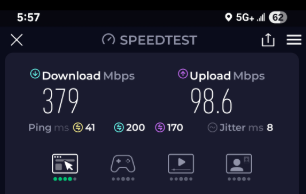 5:57 5G+ 62
SPEEDTEST
Download Mbps Upload Mbps
379 98.6
Ping ms 41 200 170 Jitter ms 8